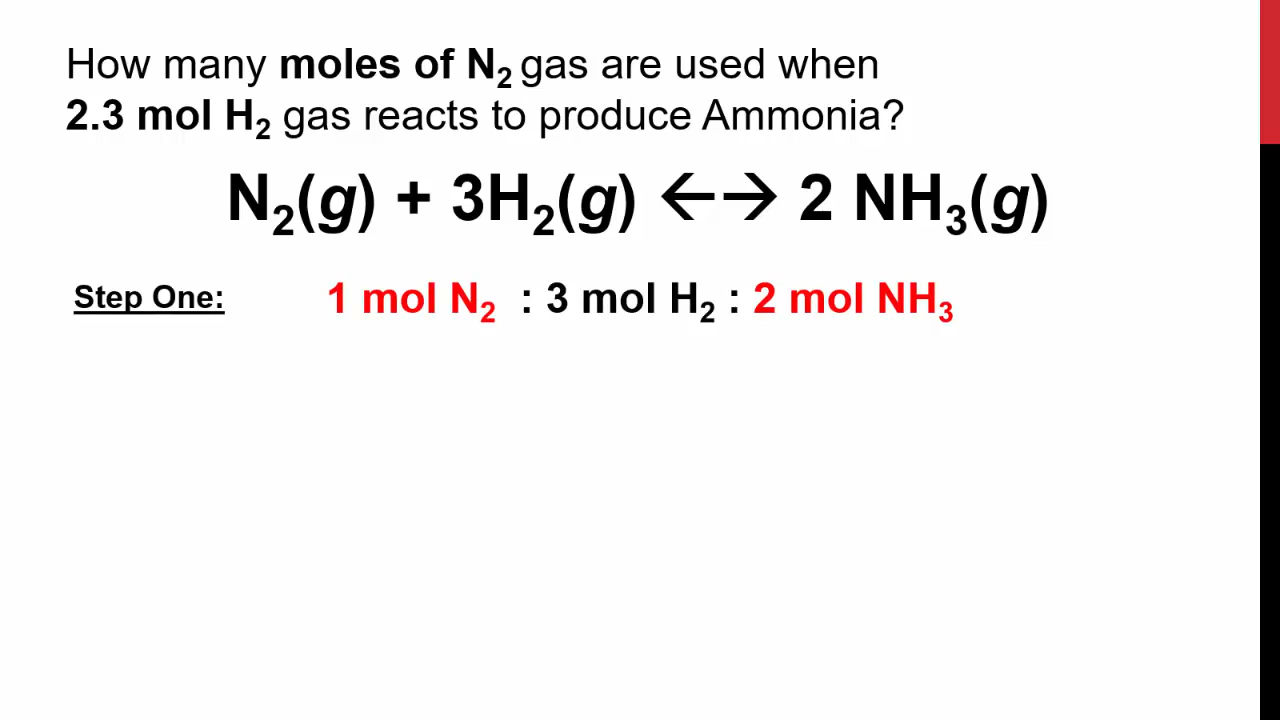 How many moles of N₂ gas are used when
2.3 mol H₂ gas reacts to produce Ammonia?
N₂(g) + 3H₂(g) ←→ 2 NH₃(g)
Step One: 1 mol N₂ : 3 mol H₂ : 2 mol NH₃